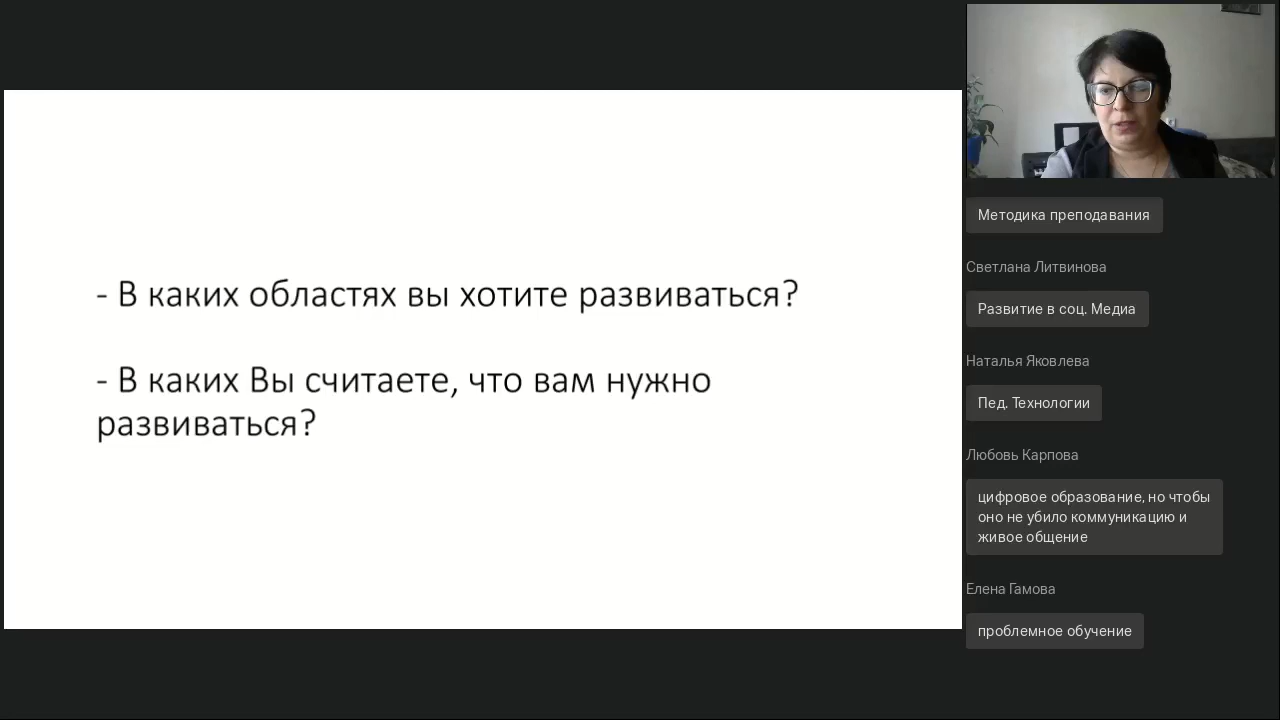 - В каких областях вы хотите развиваться?
- В каких Вы считаете, что вам нужно
развиваться?
Методика преподавания
Светлана Литвинова
Развитие в соц. Медиа
Наталья Яковлева
Пед. Технологии
Любовь Карпова
цифровое образование, но чтобы
оно не убило коммуникацию и
живое общение
Елена Гамова
проблемное обучение